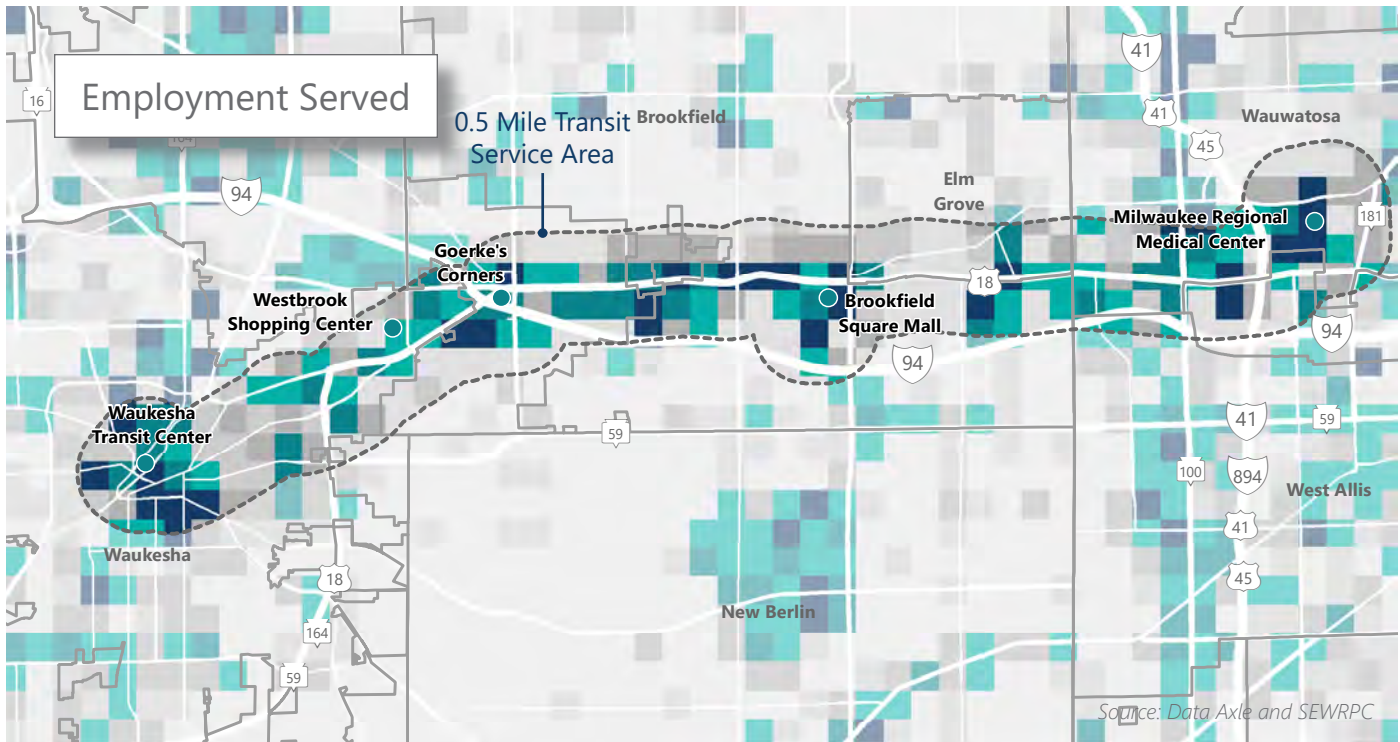 41
16
Employment Served
164
0.5 Mile Transit
Service Area
Brookfield
41
Wauwatosa
45
94
Elm
Grove
181
Milwaukee Regional
Medical Center
Goerke's
Corners
18
Westbrook
Shopping Center
Brookfield
Square Mall
94
94
Waukesha
Transit Center
59
41
59
100
894
West Allis
41
Waukesha
18
45
New Berlin
164
59
Source: Data Axle and SEWRPC